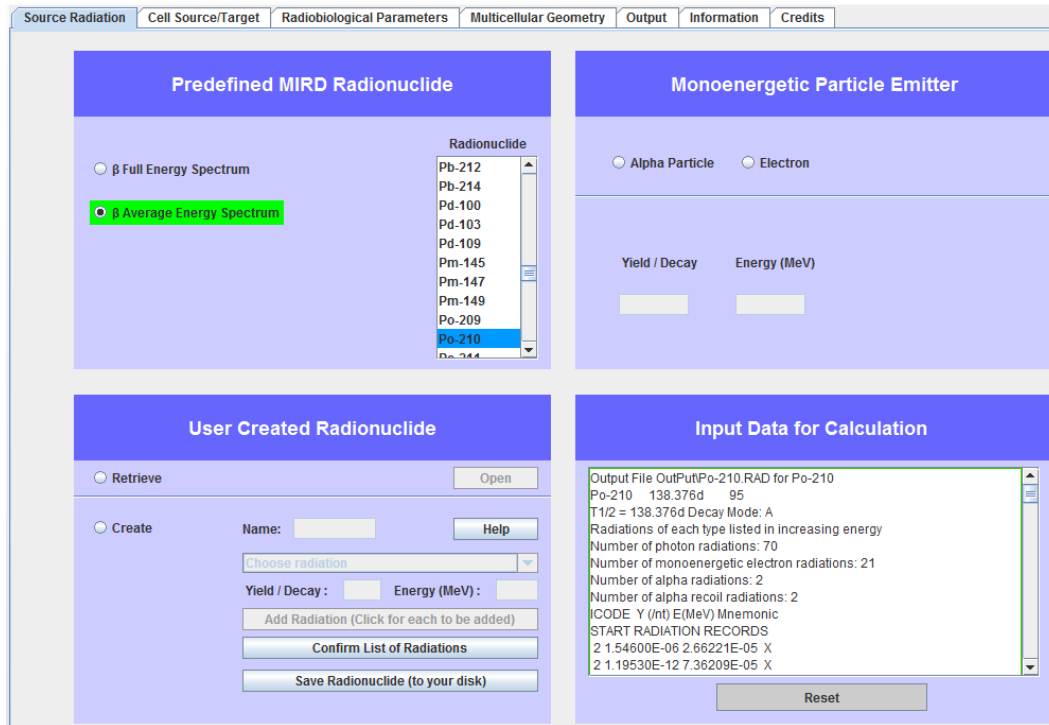 Source Radiation Cell Source/Target Radiobiological Parameters Multicellular Geometry Output Information Credits
Predefined MIRD Radionuclide
Radionuclide
β Full Energy Spectrum
β Average Energy Spectrum
Pb-212
Pb-214
Pd-100
Pd-103
Pd-109
Pm-145
Pm-147
Pm-149
Po-209
Po-210
Po-211
Monoenergetic Particle Emitter
Alpha Particle Electron
Yield / Decay Energy (MeV)
User Created Radionuclide
Retrieve Open
Create Name: Help
Choose radiation
Yield / Decay : Energy (MeV) :
Add Radiation (Click for each to be added)
Confirm List of Radiations
Save Radionuclide (to your disk)
Input Data for Calculation
Output File OutPut\Po-210.RAD for Po-210
Po-210 138.376d 95
T1/2 = 138.376d Decay Mode: A
Radiations of each type listed in increasing energy
Number of photon radiations: 70
Number of monoenergetic electron radiations: 21
Number of alpha radiations: 2
Number of alpha recoil radiations: 2
ICODE Y (/nt) E(MeV) Mnemonic
START RADIATION RECORDS
2 1.54600E-06 2.66221E-05 X
2 1.19530E-12 7.36209E-05 X
Reset